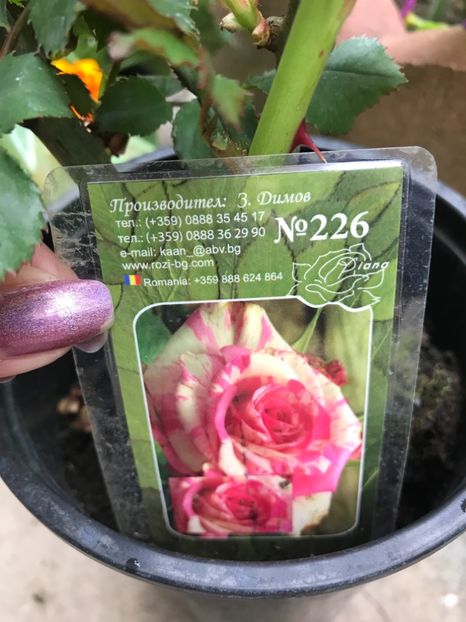 Производител: З. Димов
тел.: (+359) 0888 35 45 17
тел.: (+359) 0888 36 29 90
e-mail: kaan_@abv.bg
www.rozi-bg.com
Romania: +359 888 624 864
№226
Diana